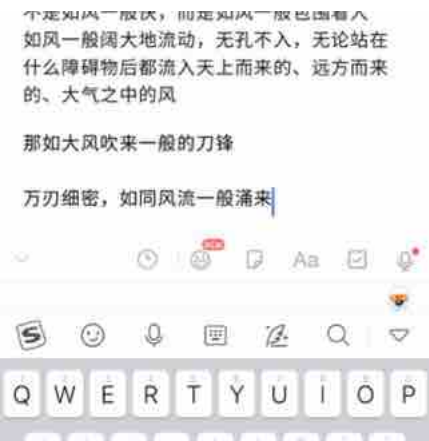 不是如风一般快，而是如风一般包围着人
如风一般阔大地流动，无孔不入，无论站在
什么障碍物后都流入天上而来的、远方而来
的、大气之中的风
那如大风吹来一般的刀锋
万刃细密，如同风流一般涌来
Aa
S
Q W E R T Y U I O P